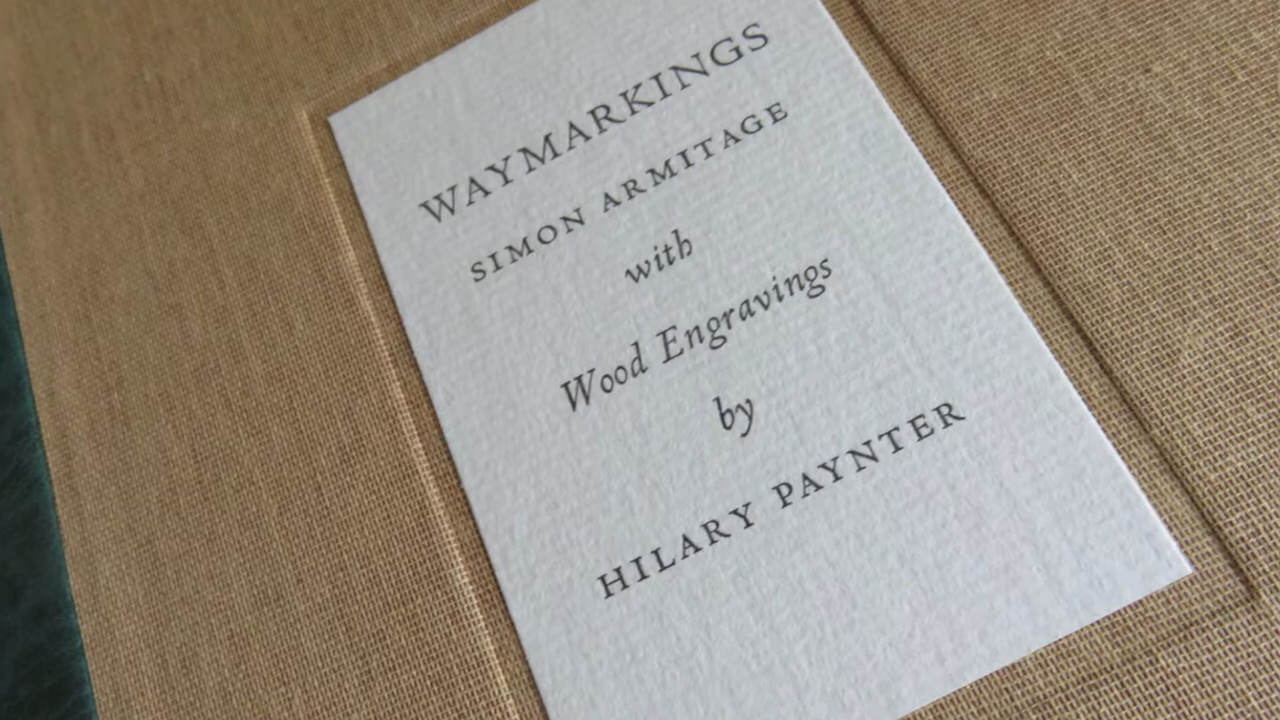 WAYMARKINGS
SIMON ARMITAGE
with
Wood Engravings
by
HILARY PAYNTER